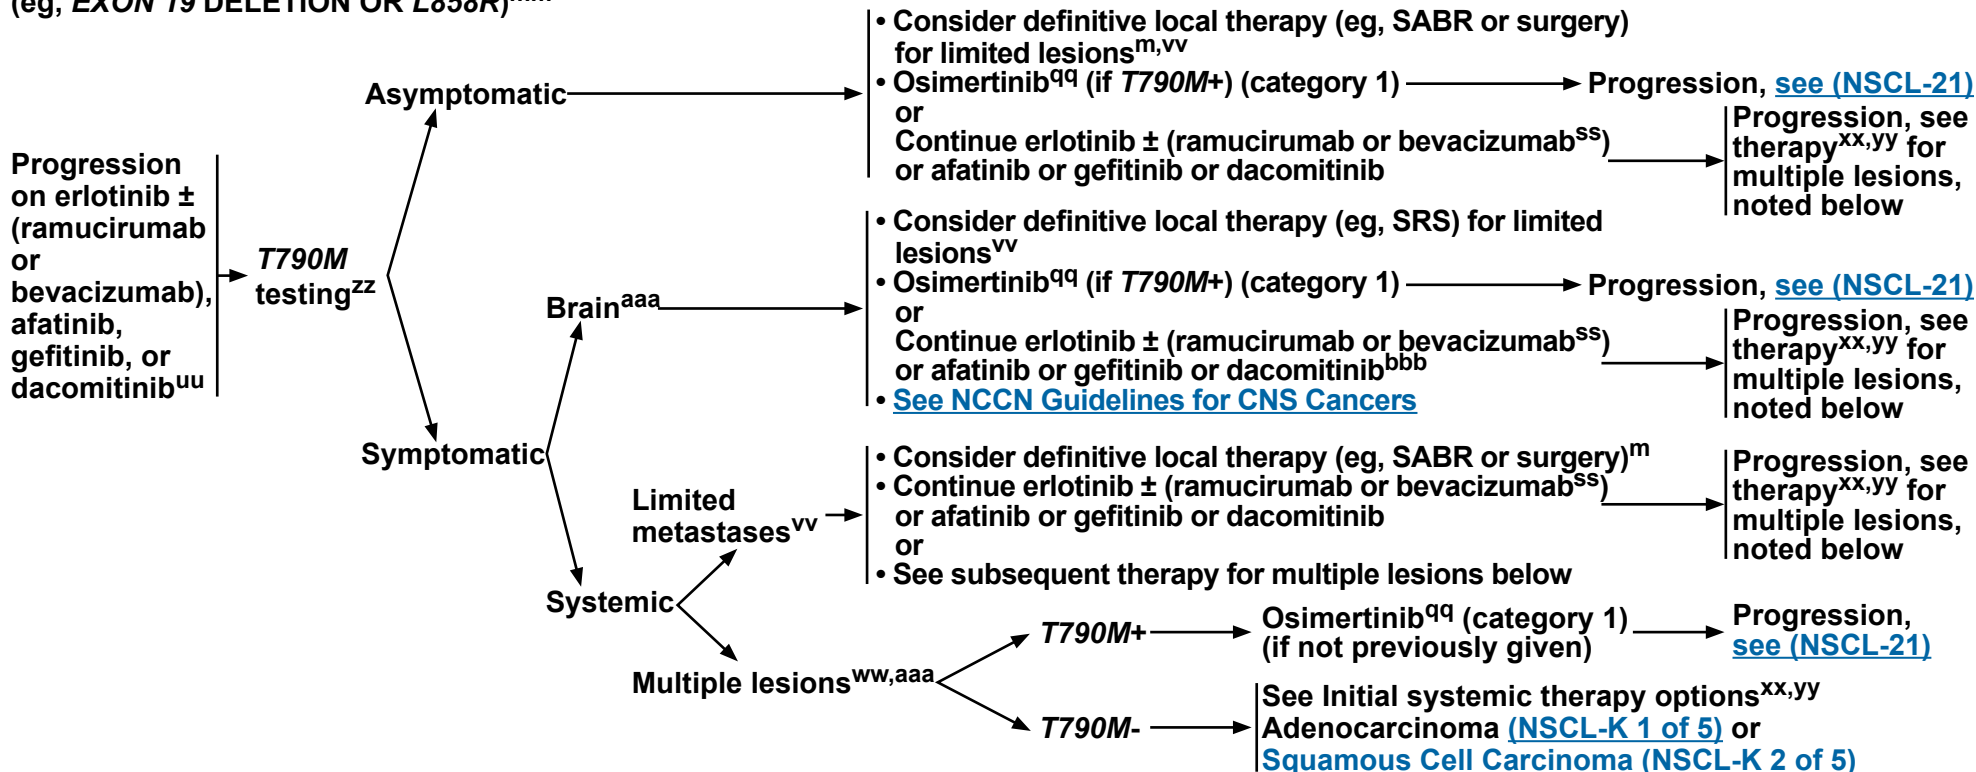 (eg, EXON 19 DELETION OR L858R)mm
Progression
on erlotinib ±
(ramucirumab
or
bevacizumab),
afatinib,
gefitinib, or
dacomitinibuu
T790M
testingzz
Asymptomatic
• Consider definitive local therapy (eg, SABR or surgery)
for limited lesionsm,vv
• Osimertinibqq (if T790M+) (category 1)
or
Continue erlotinib ± (ramucirumab or bevacizumabss)
or afatinib or gefitinib or dacomitinib
Progression, see (NSCL-21)
Progression, see
therapyxx,yy for
multiple lesions,
noted below
Symptomatic
Brainaaa
• Consider definitive local therapy (eg, SRS) for limited
lesionsvv
• Osimertinibqq (if T790M+) (category 1)
or
Continue erlotinib ± (ramucirumab or bevacizumabss)
or afatinib or gefitinib or dacomitinibbbb
• See NCCN Guidelines for CNS Cancers
Progression, see (NSCL-21)
Progression, see
therapyxx,yy for
multiple lesions,
noted below
Systemic
Limited
metastasesvv
• Consider definitive local therapy (eg, SABR or surgery)m
• Continue erlotinib ± (ramucirumab or bevacizumabss)
or afatinib or gefitinib or dacomitinib
or
• See subsequent therapy for multiple lesions below
Progression, see
therapyxx,yy for
multiple lesions,
noted below
Multiple lesionsww,aaa
T790M+
Osimertinibqq (category 1)
(if not previously given)
Progression,
see (NSCL-21)
T790M-
See Initial systemic therapy optionsxx,yy
Adenocarcinoma (NSCL-K 1 of 5) or
Squamous Cell Carcinoma (NSCL-K 2 of 5)